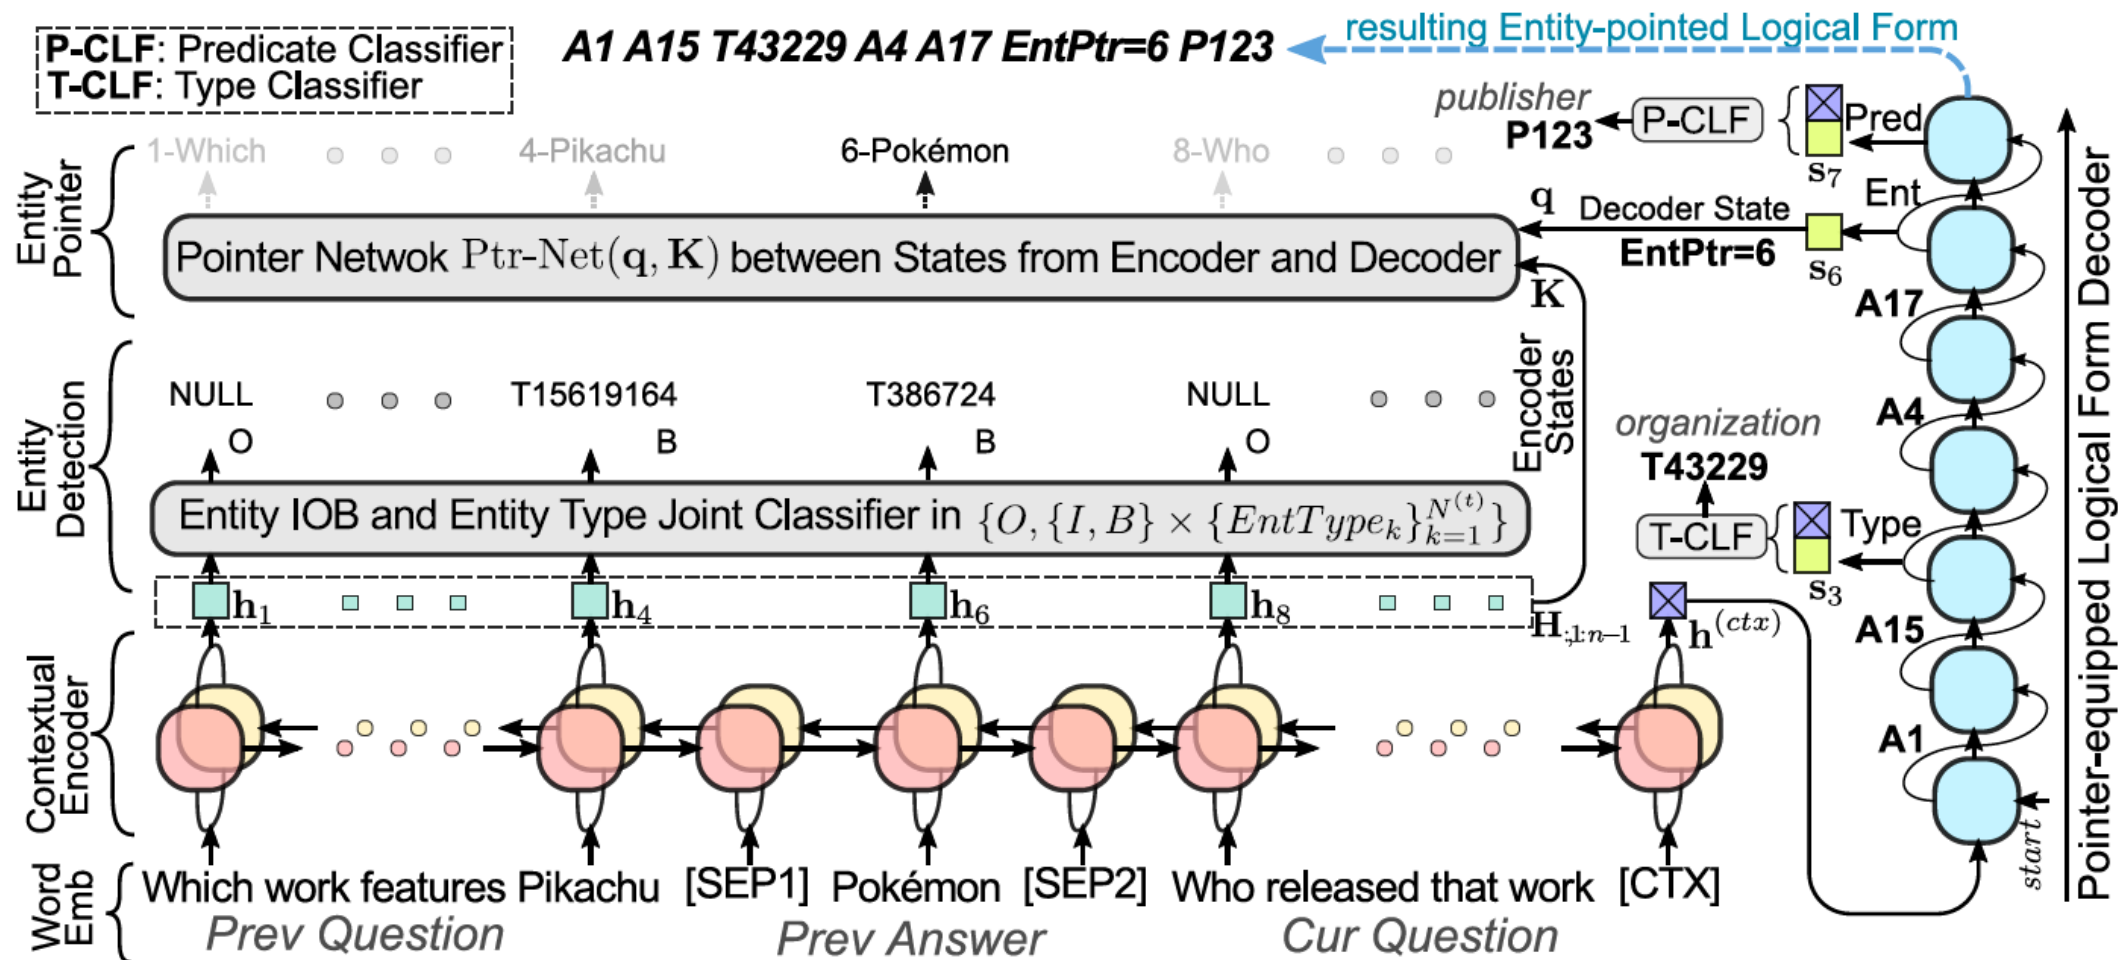 P-CLF: Predicate Classifier
T-CLF: Type Classifier
A1 A15 T43229 A4 A17 EntPtr=6 P123
resulting Entity-pointed Logical Form
publisher
P123
P-CLF
Pred
s7
Entity
Pointer
1-Which
4-Pikachu
6-Pokémon
8-Who
Pointer Netwok Ptr-Net(q, K) between States from Encoder and Decoder
q
Decoder State
EntPtr=6
Ent
s6
K
Encoder
States
A17
A4
Entity
Detection
NULL
O
T15619164
B
T386724
B
NULL
O
Entity IOB and Entity Type Joint Classifier in {O, {I, B} × {EntType_k}_{k=1}^{N^(t)}}
organization
T43229
T-CLF
Type
s3
A15
A1
start
h1
h4
h6
h8
H:,1:n−1
h(ctx)
Contextual
Encoder
Word
Emb
Which work features Pikachu [SEP1] Pokémon [SEP2] Who released that work [CTX]
Prev Question
Prev Answer
Cur Question
Pointer-equipped Logical Form Decoder